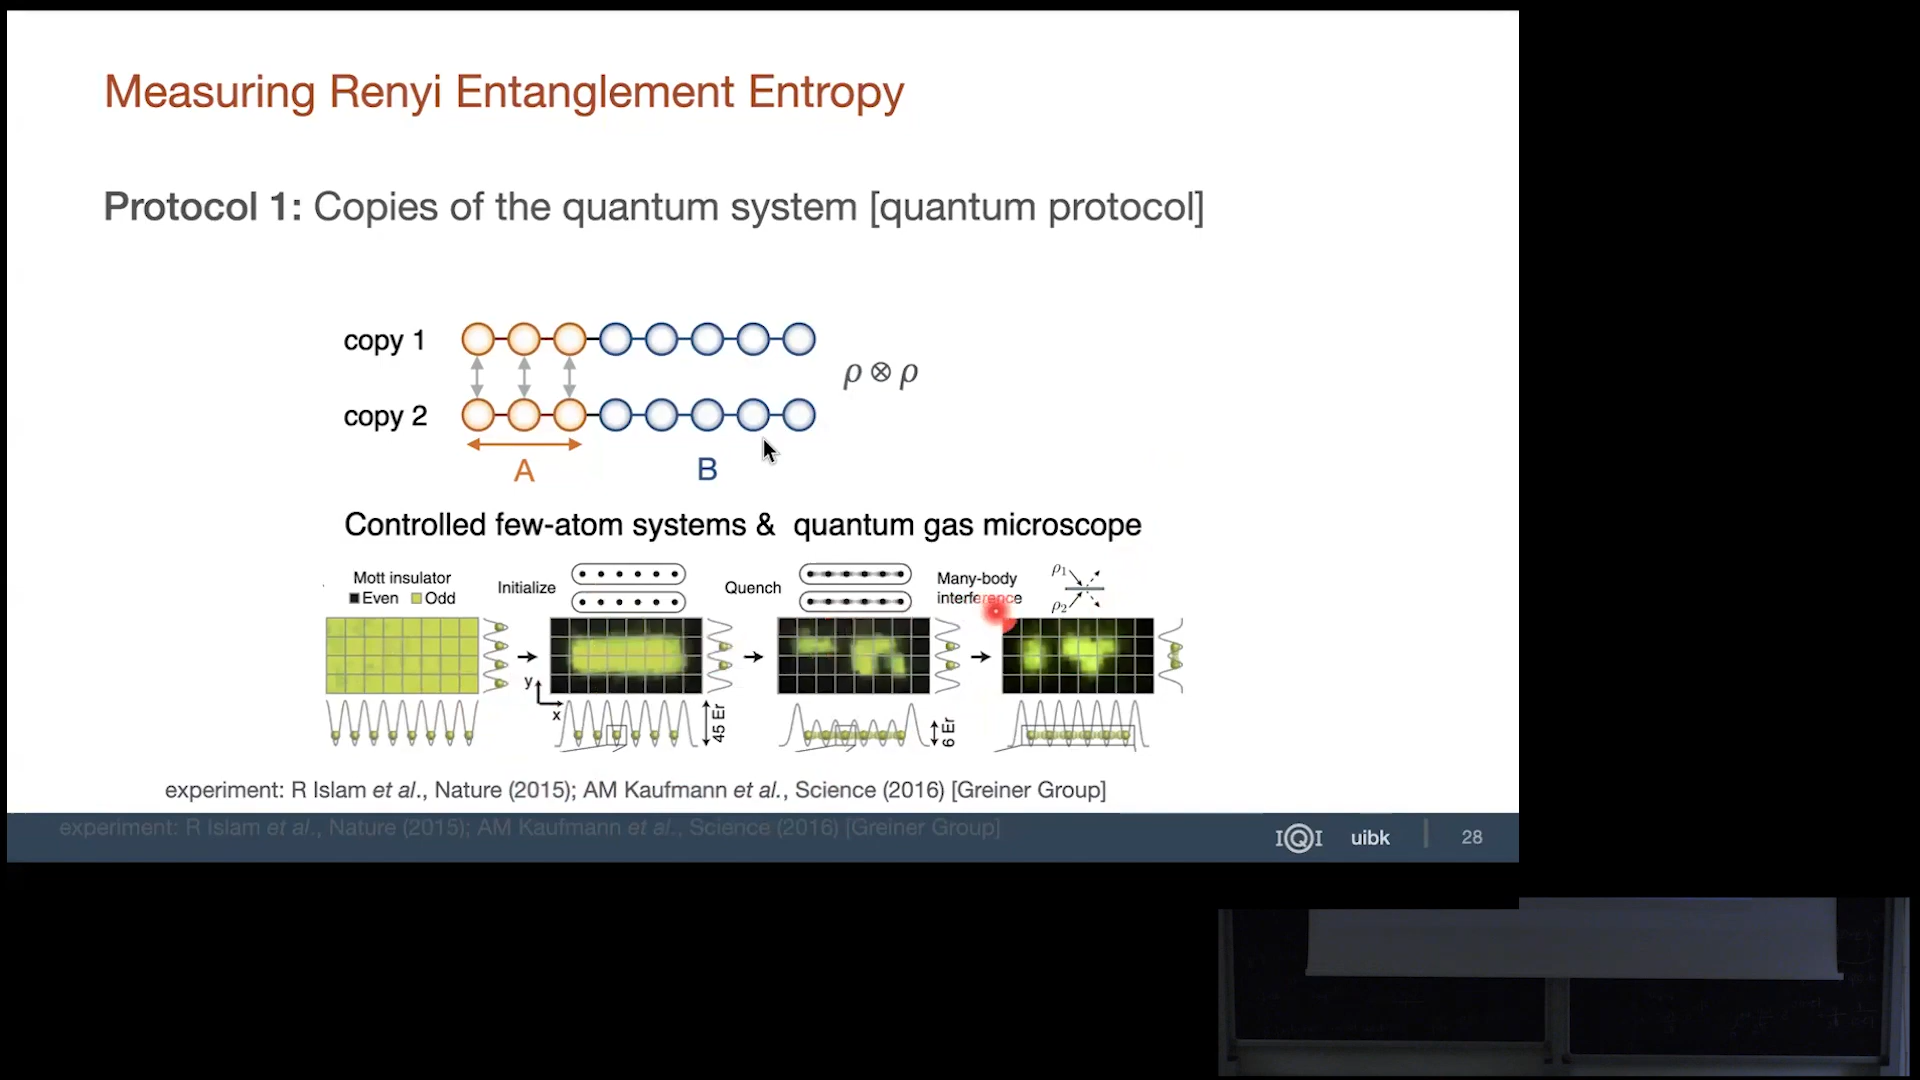 Measuring Renyi Entanglement Entropy
Protocol 1: Copies of the quantum system [quantum protocol]
copy 1
ρ ⊗ ρ
copy 2
A
B
Controlled few-atom systems & quantum gas microscope
Mott insulator
Even Odd
Initialize
Quench
Many-body
interference
ρ1
ρ2
y
x
45 Er
6 Er
experiment: R Islam et al., Nature (2015); AM Kaufmann et al., Science (2016) [Greiner Group]
experiment: R Islam et al., Nature (2015); AM Kaufmann et al., Science (2016) [Greiner Group]
IQI uibk 28